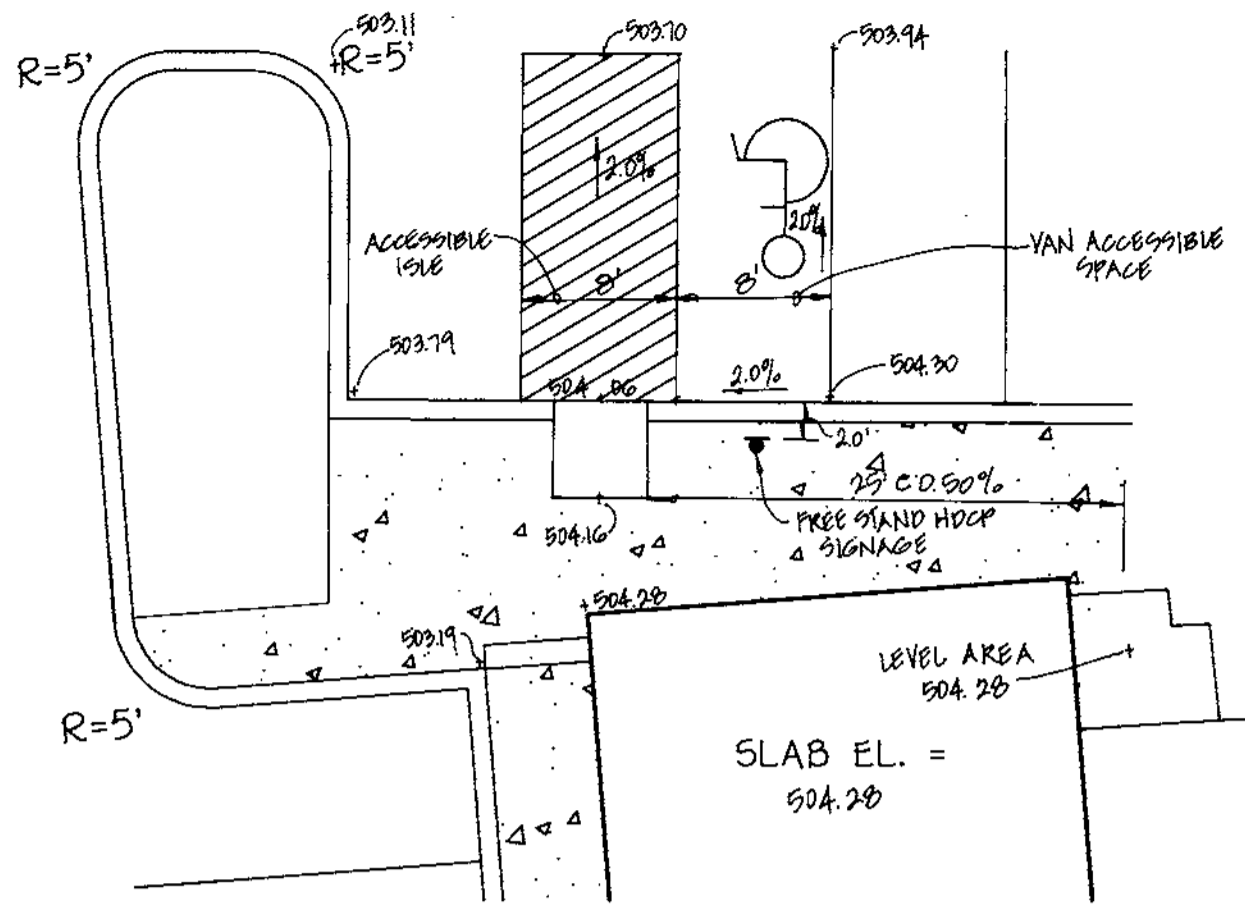 503.11
R=5'
R=5'
503.70
503.94
2.0%
ACCESSIBLE
ISLE
2.0%
VAN ACCESSIBLE
SPACE
8'
8'
503.79
504.30
504.06
2.0%
2.0'
25' @ 0.50%
504.16
FREE STAND HDCP
SIGNAGE
504.28
503.19
LEVEL AREA
504.28
R=5'
SLAB EL. =
504.28